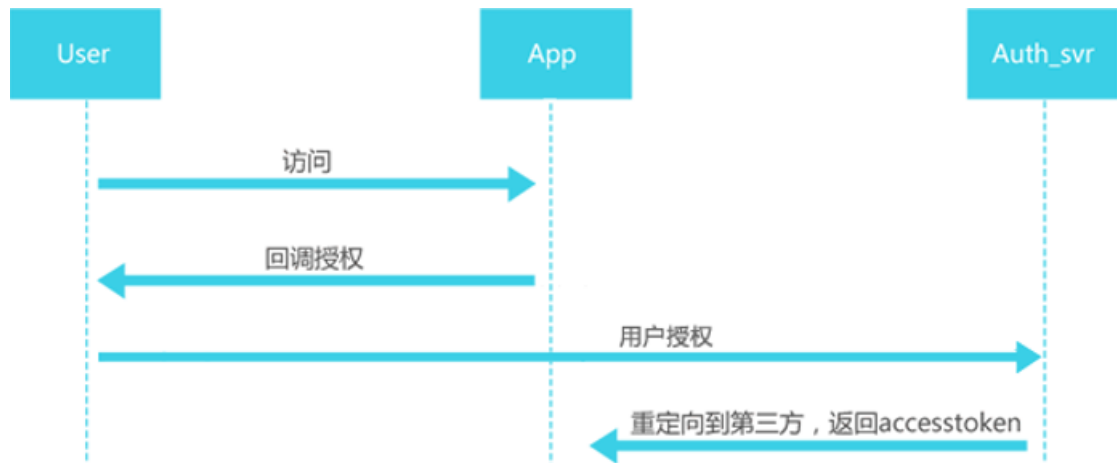 User
App
Auth_svr
访问
回调授权
用户授权
重定向到第三方，返回accesstoken